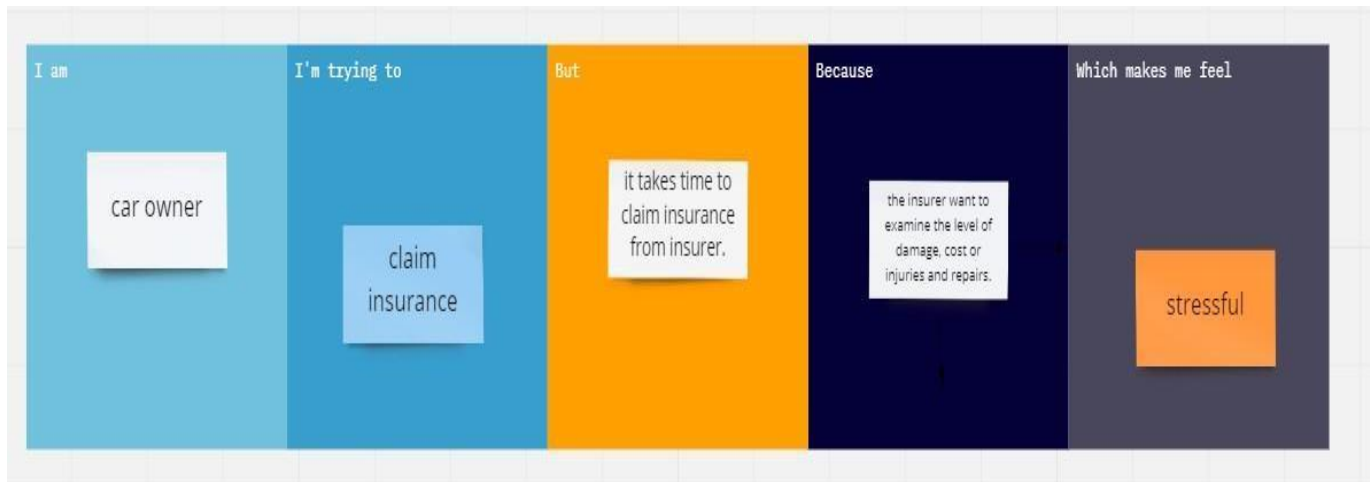 I am
car owner
I'm trying to
claim
insurance
But
it takes time to
claim insurance
from insurer.
Because
the insurer want to
examine the level of
damage, cost or
injuries and repairs.
Which makes me feel
stressful